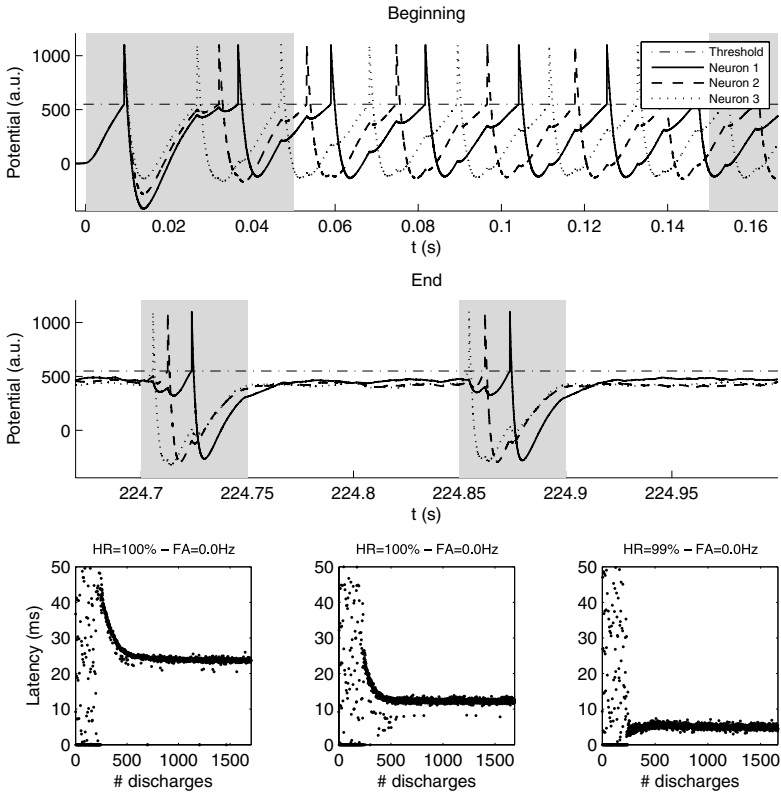 Beginning
Potential (a.u.)
1000
500
0
Threshold
Neuron 1
Neuron 2
Neuron 3
0 0.02 0.04 0.06 0.08 0.1 0.12 0.14 0.16
t (s)
End
Potential (a.u.)
1000
500
0
224.7 224.75 224.8 224.85 224.9 224.95
t (s)
HR=100% – FA=0.0Hz
Latency (ms)
50
40
30
20
10
0
0 500 1000 1500
# discharges
HR=100% – FA=0.0Hz
50
40
30
20
10
0
0 500 1000 1500
# discharges
HR=99% – FA=0.0Hz
50
40
30
20
10
0
0 500 1000 1500
# discharges